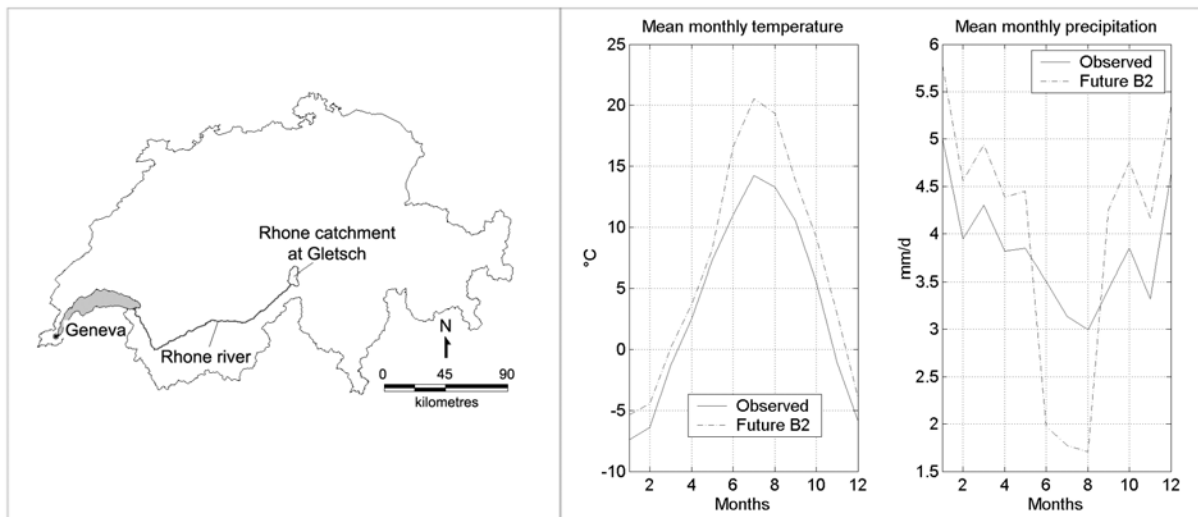 Rhone catchment
at Gletsch
Geneva
Rhone river
N
0 45 90
kilometres
Mean monthly temperature
25
20
15
10
5
0
-5
-10
°C
2 4 6 8 10 12
Months
Observed
Future B2
Mean monthly precipitation
6
5.5
5
4.5
4
3.5
3
2.5
2
1.5
mm/d
2 4 6 8 10 12
Months
Observed
Future B2